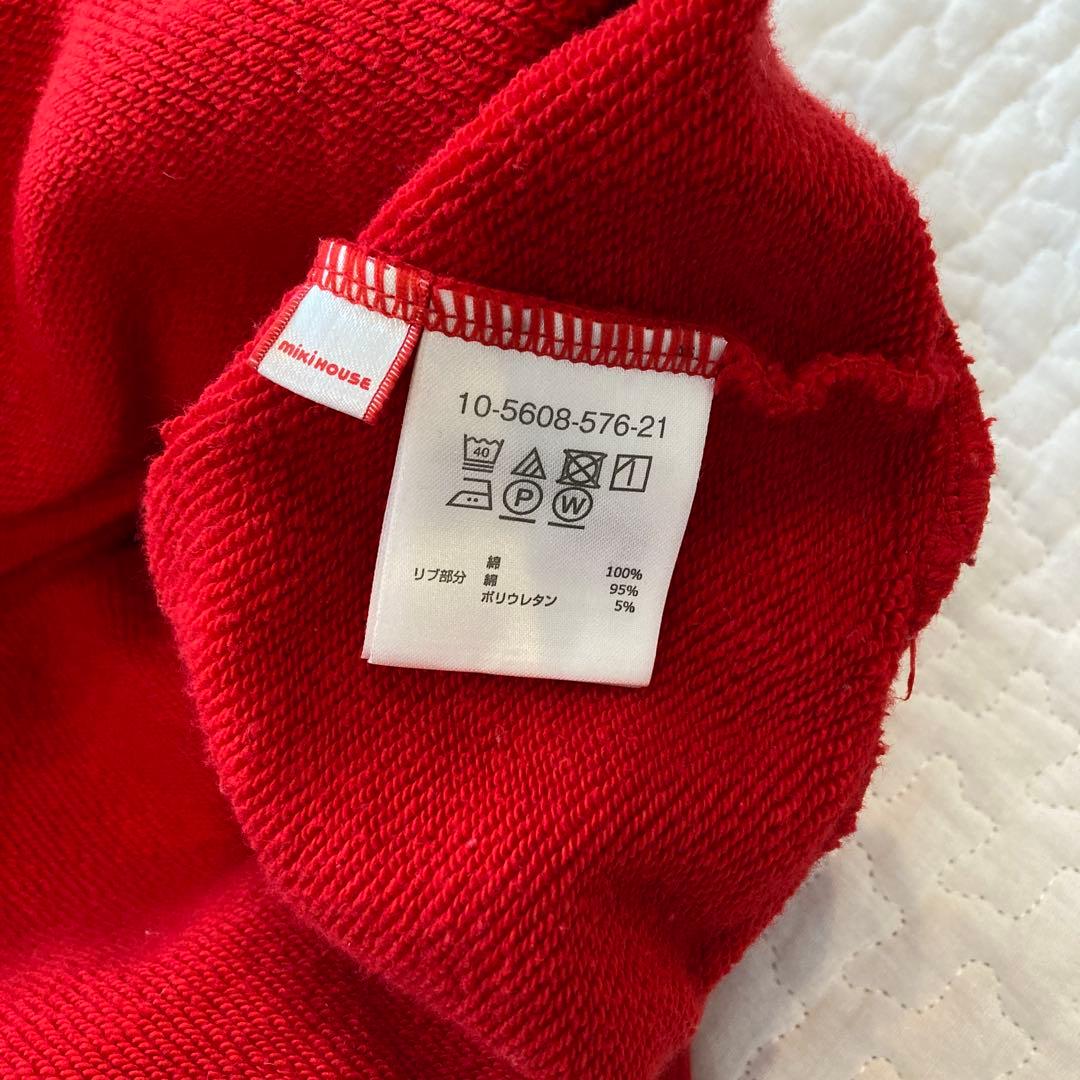 mikiHOUSE
10-5608-576-21
40
P W
綿 100%
リブ部分 綿 95%
ポリウレタン 5%